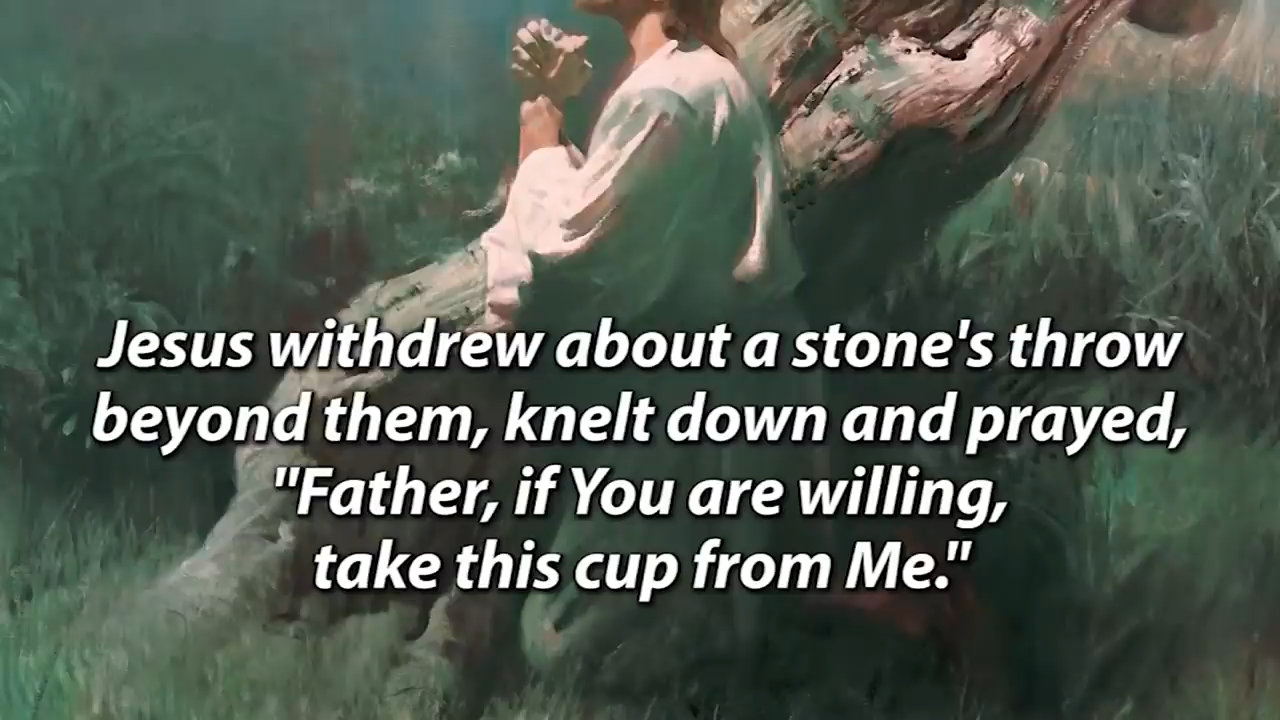 Jesus withdrew about a stone's throw
beyond them, knelt down and prayed,
"Father, if You are willing,
take this cup from Me."